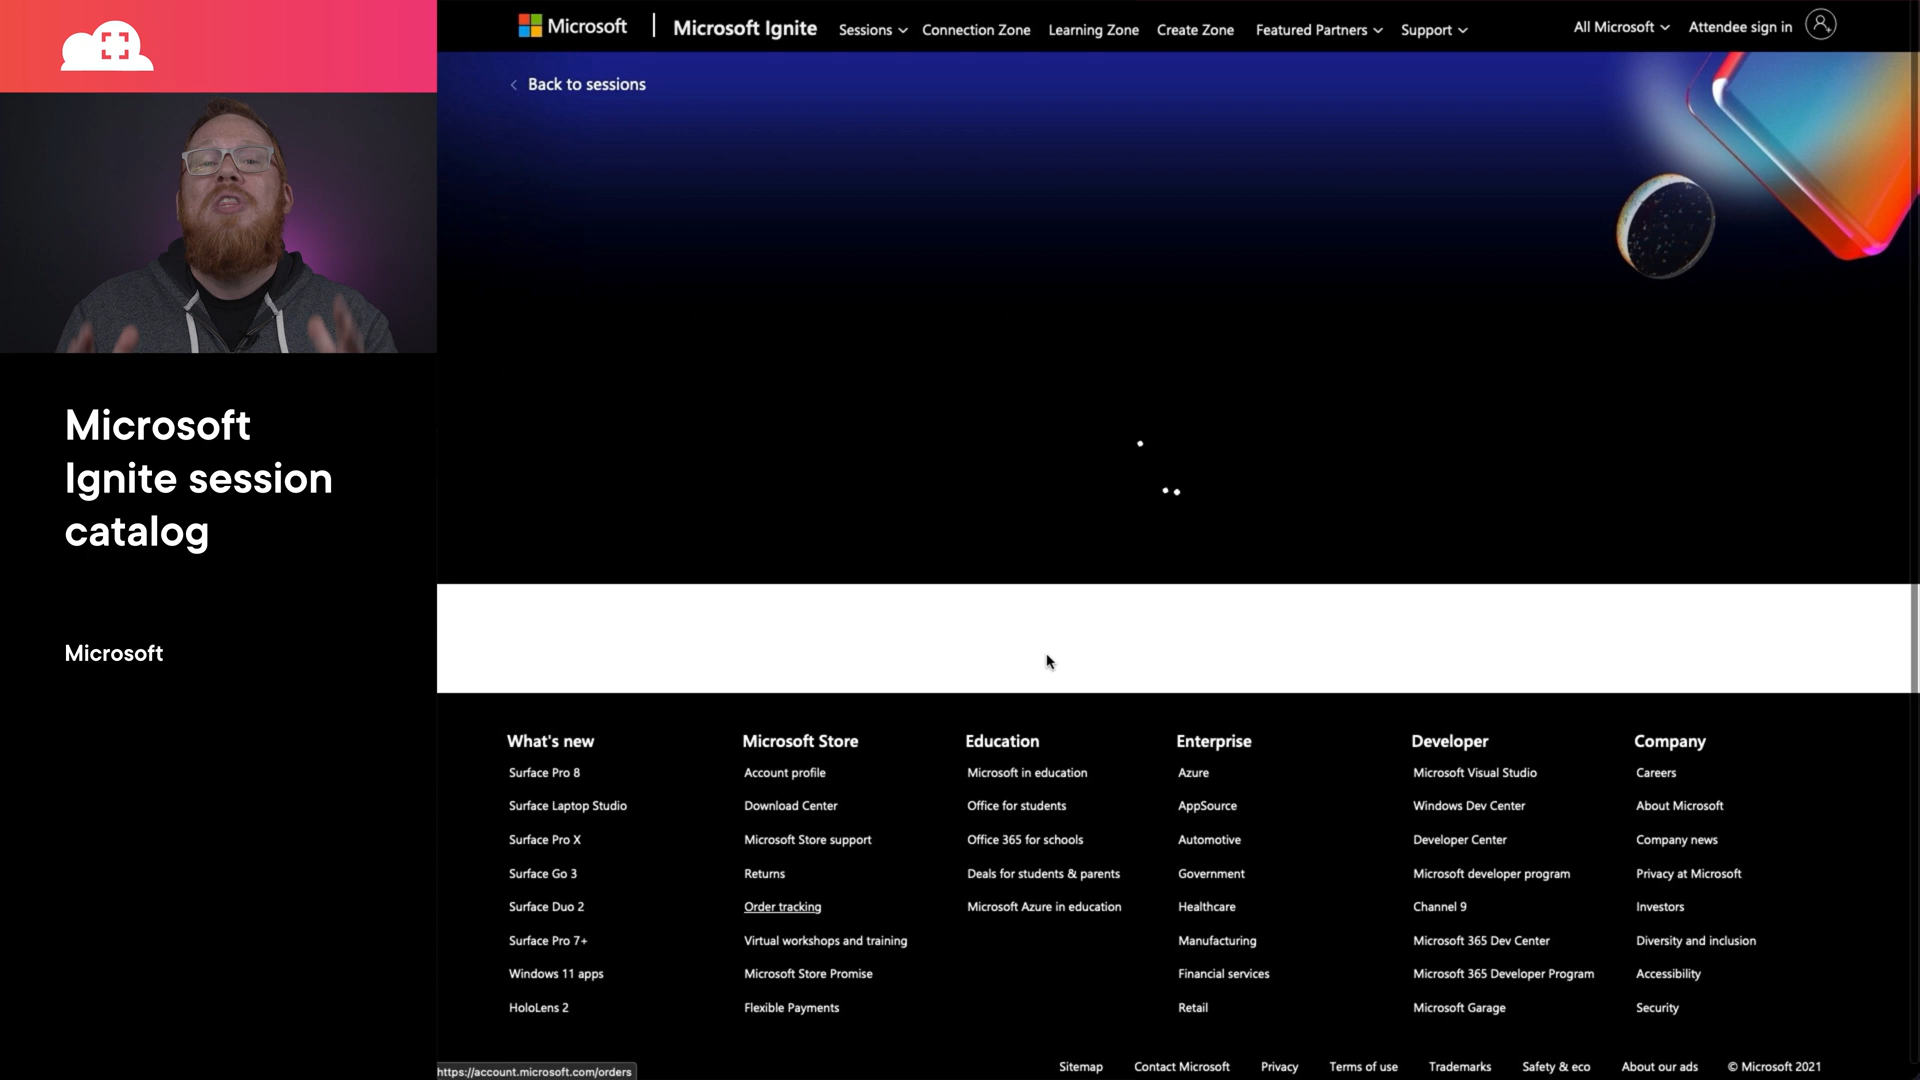 Microsoft
Ignite session
catalog
Microsoft
Microsoft
Microsoft Ignite
Sessions
Connection Zone
Learning Zone
Create Zone
Featured Partners
Support
All Microsoft
Attendee sign in
Back to sessions
What's new
Surface Pro 8
Surface Laptop Studio
Surface Pro X
Surface Go 3
Surface Duo 2
Surface Pro 7+
Windows 11 apps
HoloLens 2
Microsoft Store
Account profile
Download Center
Microsoft Store support
Returns
Order tracking
Virtual workshops and training
Microsoft Store Promise
Flexible Payments
Education
Microsoft in education
Office for students
Office 365 for schools
Deals for students & parents
Microsoft Azure in education
Enterprise
Azure
AppSource
Automotive
Government
Healthcare
Manufacturing
Financial services
Retail
Developer
Microsoft Visual Studio
Windows Dev Center
Developer Center
Microsoft developer program
Channel 9
Microsoft 365 Dev Center
Microsoft 365 Developer Program
Microsoft Garage
Company
Careers
About Microsoft
Company news
Privacy at Microsoft
Investors
Diversity and inclusion
Accessibility
Security
https://account.microsoft.com/orders
Sitemap
Contact Microsoft
Privacy
Terms of use
Trademarks
Safety & eco
About our ads
© Microsoft 2021